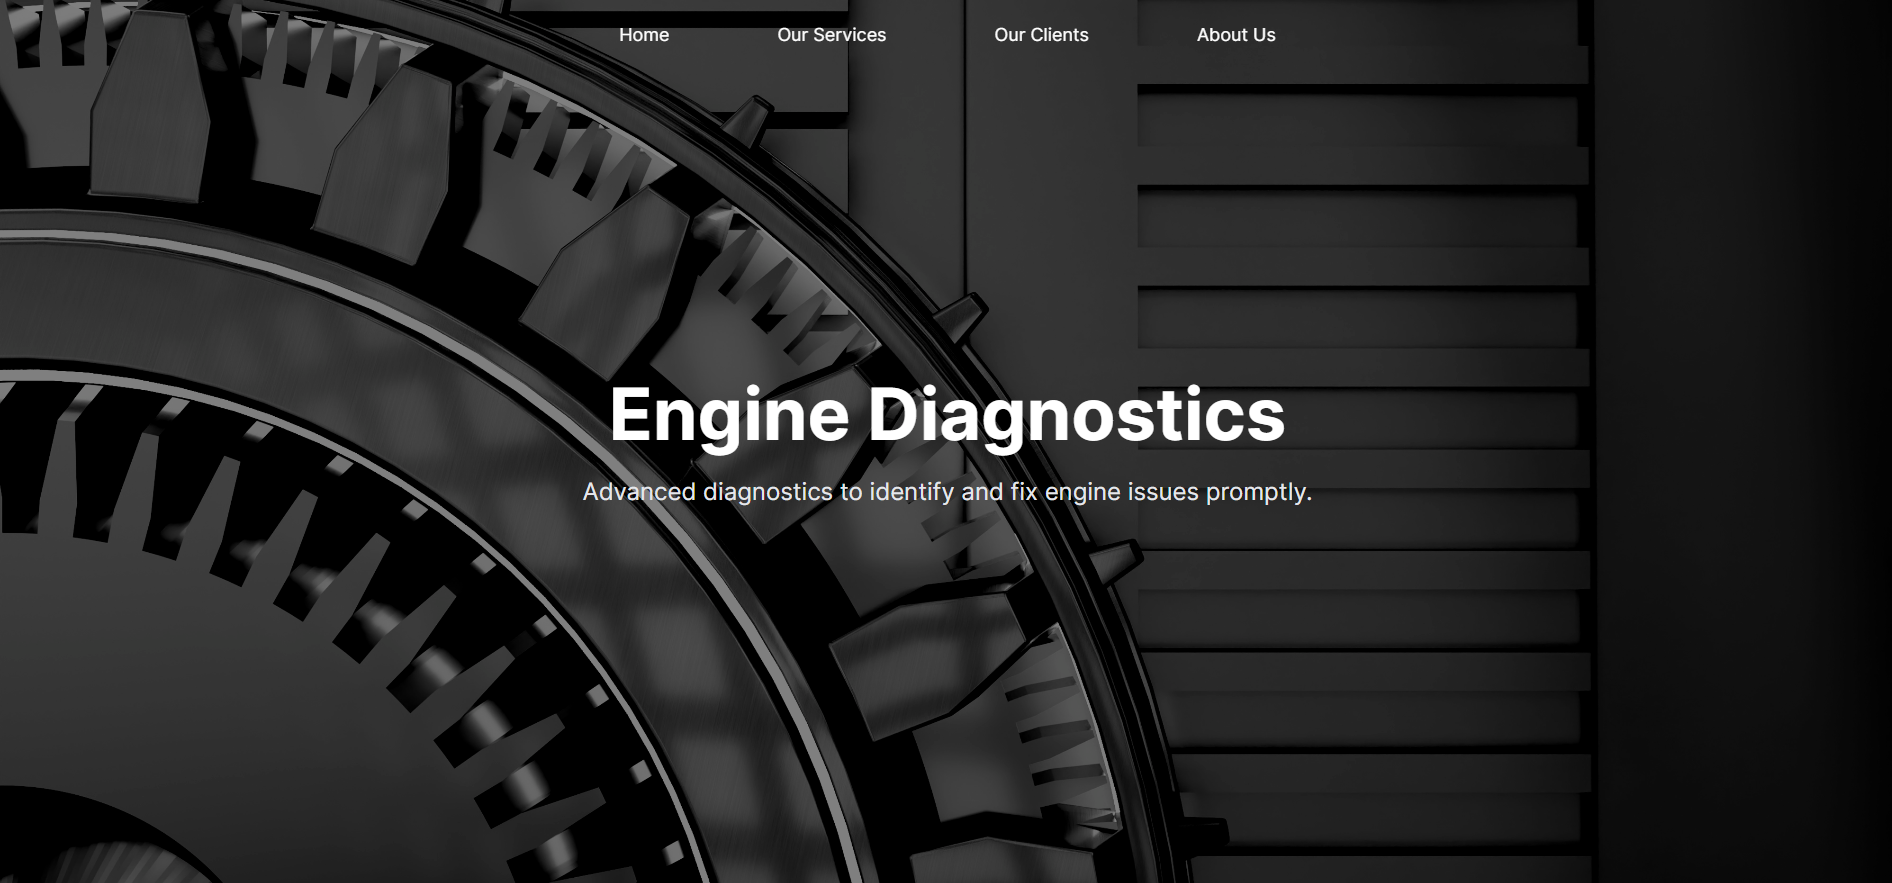 Home Our Services Our Clients About Us
Engine Diagnostics
Advanced diagnostics to identify and fix engine issues promptly.